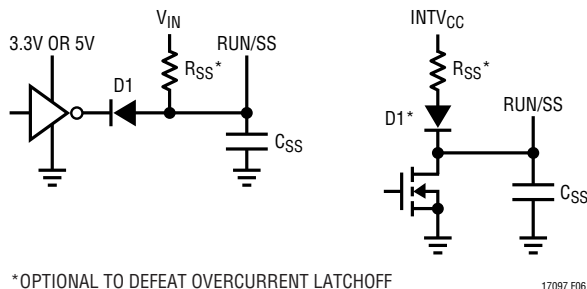 V_IN
3.3V OR 5V
R_SS*
RUN/SS
D1
C_SS
INTV_CC
R_SS*
D1*
RUN/SS
C_SS
*OPTIONAL TO DEFEAT OVERCURRENT LATCHOFF
17097 F06